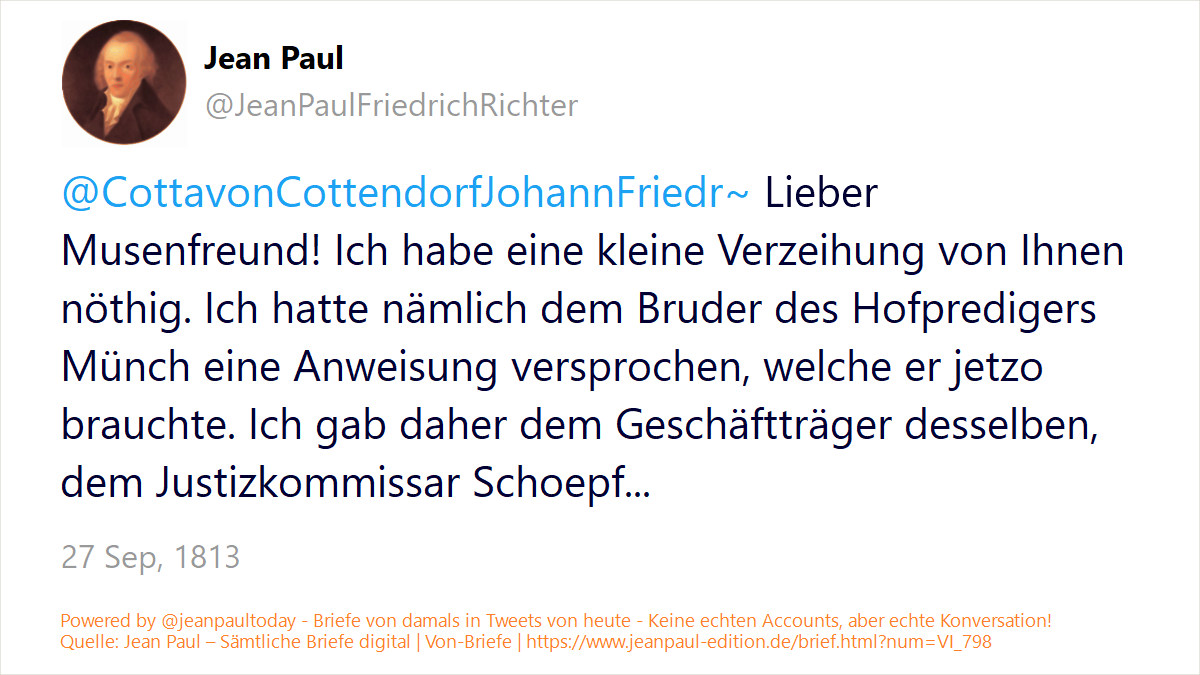 Jean Paul
@JeanPaulFriedrichRichter
@CottavonCottendorfJohannFriedr~ Lieber
Musenfreund! Ich habe eine kleine Verzeihung von Ihnen
nöthig. Ich hatte nämlich dem Bruder des Hofpredigers
Münch eine Anweisung versprochen, welche er jetzo
brauchte. Ich gab daher dem Geschäftträger desselben,
dem Justizkommissar Schoepf...
27 Sep, 1813
Powered by @jeanpaultoday - Briefe von damals in Tweets von heute - Keine echten Accounts, aber echte Konversation!
Quelle: Jean Paul – Sämtliche Briefe digital | Von-Briefe | https://www.jeanpaul-edition.de/brief.html?num=VI_798